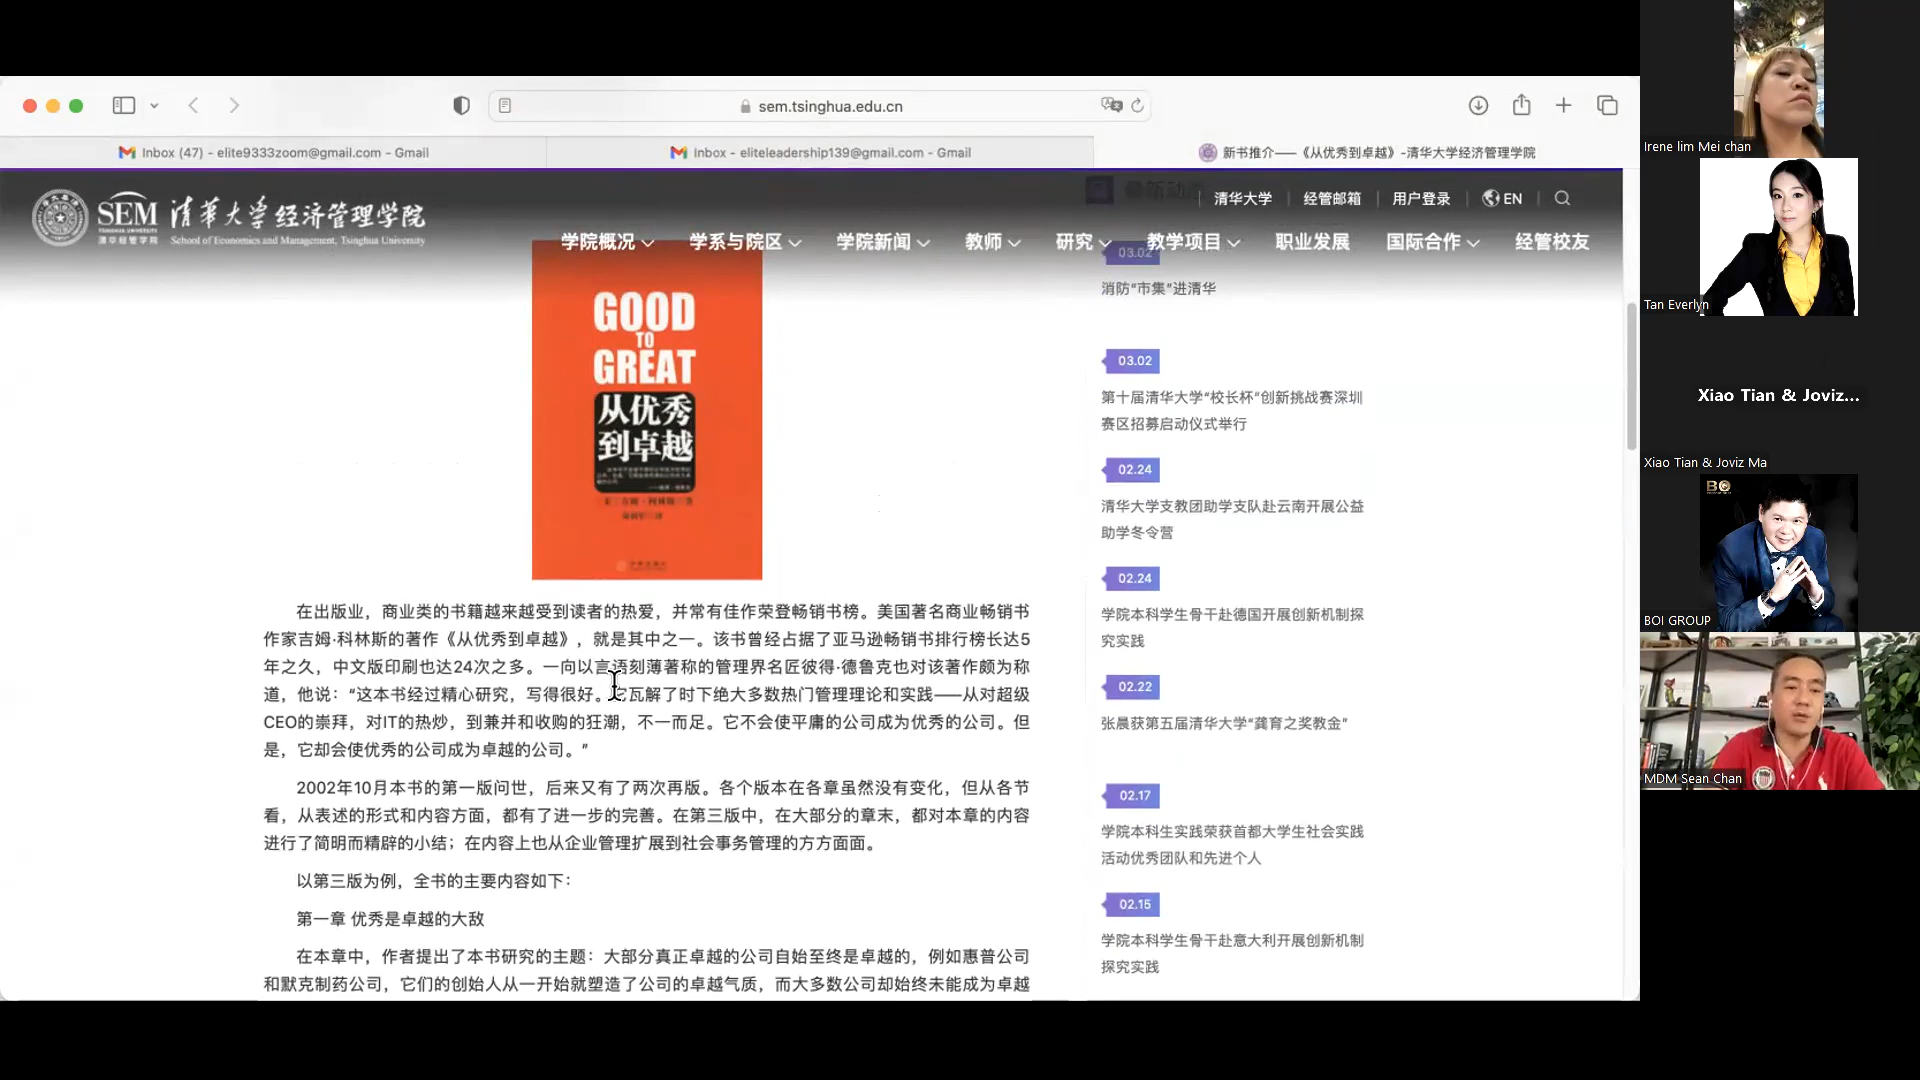 sem.tsinghua.edu.cn
Inbox (47) - elite9333zoom@gmail.com - Gmail
Inbox - eliteleadership139@gmail.com - Gmail
新书推介——《从优秀到卓越》-清华大学经济管理学院
SEM 清华大学经济管理学院
清华经管学院 School of Economics and Management, Tsinghua University
清华大学
经管邮箱
用户登录
EN
学院概况
学系与院区
学院新闻
教师
研究
教学项目
职业发展
国际合作
经管校友
GOOD
TO
GREAT
从优秀
到卓越
在出版业，商业类的书籍越来越受到读者的热爱，并常有佳作荣登畅销书榜。美国著名商业畅销书
作家吉姆·科林斯的著作《从优秀到卓越》，就是其中之一。该书曾经占据了亚马逊畅销书排行榜长达5
年之久，中文版印刷也达24次之多。一向以言语刻薄著称的管理界名匠彼得·德鲁克也对该著作颇为称
道，他说：“这本书经过精心研究，写得很好。它瓦解了时下绝大多数热门管理理论和实践——从对超级
CEO的崇拜，对IT的热炒，到兼并和收购的狂潮，不一而足。它不会使平庸的公司成为优秀的公司。但
是，它却会使优秀的公司成为卓越的公司。”
2002年10月本书的第一版问世，后来又有了两次再版。各个版本在各章虽然没有变化，但从各节
看，从表述的形式和内容方面，都有了进一步的完善。在第三版中，在大部分的章末，都对本章的内容
进行了简明而精辟的小结；在内容上也从企业管理扩展到社会事务管理的方方面面。
以第三版为例，全书的主要内容如下：
第一章 优秀是卓越的大敌
在本章中，作者提出了本书研究的主题：大部分真正卓越的公司自始至终是卓越的，例如惠普公司
和默克制药公司，它们的创始人从一开始就塑造了公司的卓越气质，而大多数公司却始终未能成为卓越
03.02
消防“市集”进清华
03.02
第十届清华大学“校长杯”创新挑战赛深圳
赛区招募启动仪式举行
02.24
清华大学支教团助学支队赴云南开展公益
助学冬令营
02.24
学院本科学生骨干赴德国开展创新机制探
究实践
02.22
张晨获第五届清华大学“龚育之奖教金”
02.17
学院本科生实践荣获首都大学生社会实践
活动优秀团队和先进个人
02.15
学院本科学生骨干赴意大利开展创新机制
探究实践
Irene lim Mei chan
Tan Everlyn
Xiao Tian & Joviz...
Xiao Tian & Joviz Ma
BO
BOI GROUP
MDM Sean Chan